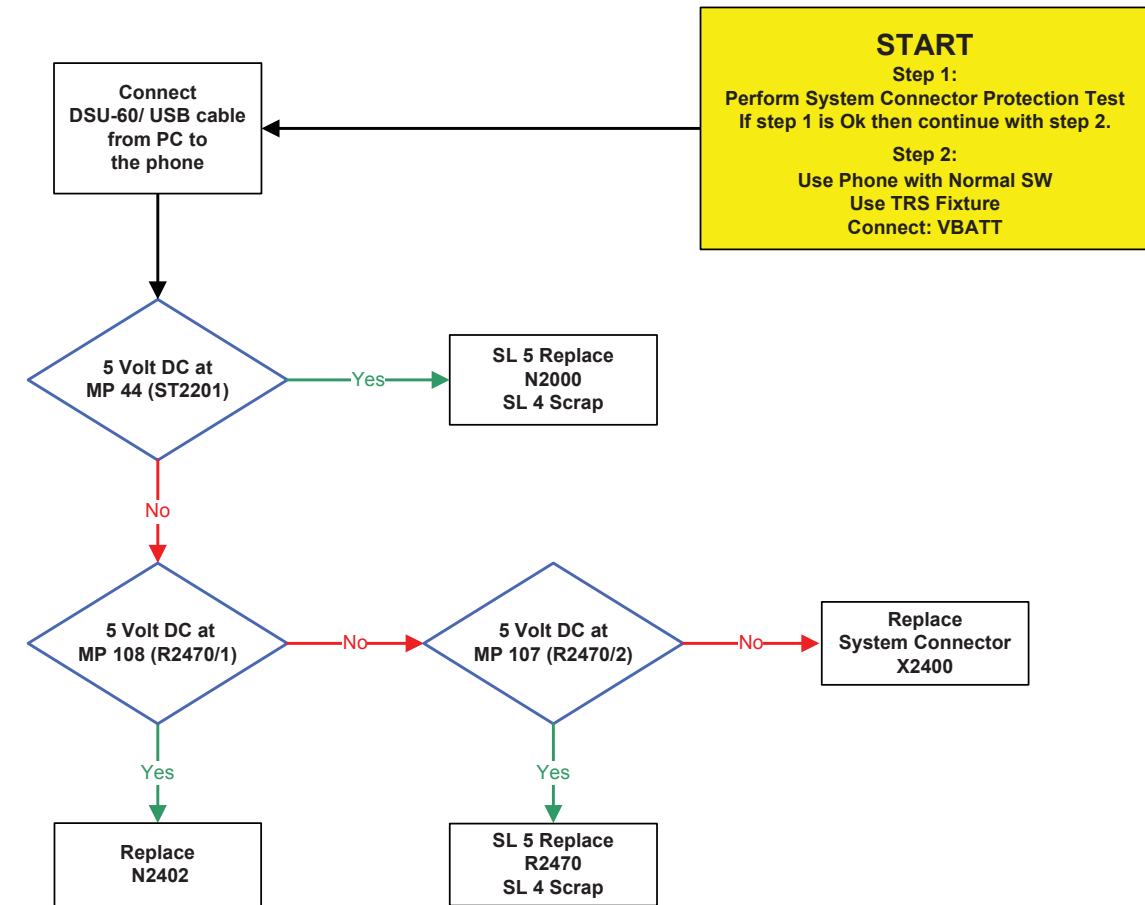 START
Step 1:
Perform System Connector Protection Test
If step 1 is Ok then continue with step 2.
Step 2:
Use Phone with Normal SW
Use TRS Fixture
Connect: VBATT
Connect
DSU-60/ USB cable
from PC to
the phone
5 Volt DC at
MP 44 (ST2201)
Yes
SL 5 Replace
N2000
SL 4 Scrap
No
5 Volt DC at
MP 108 (R2470/1)
No
5 Volt DC at
MP 107 (R2470/2)
No
Replace
System Connector
X2400
Yes
Replace
N2402
Yes
SL 5 Replace
R2470
SL 4 Scrap